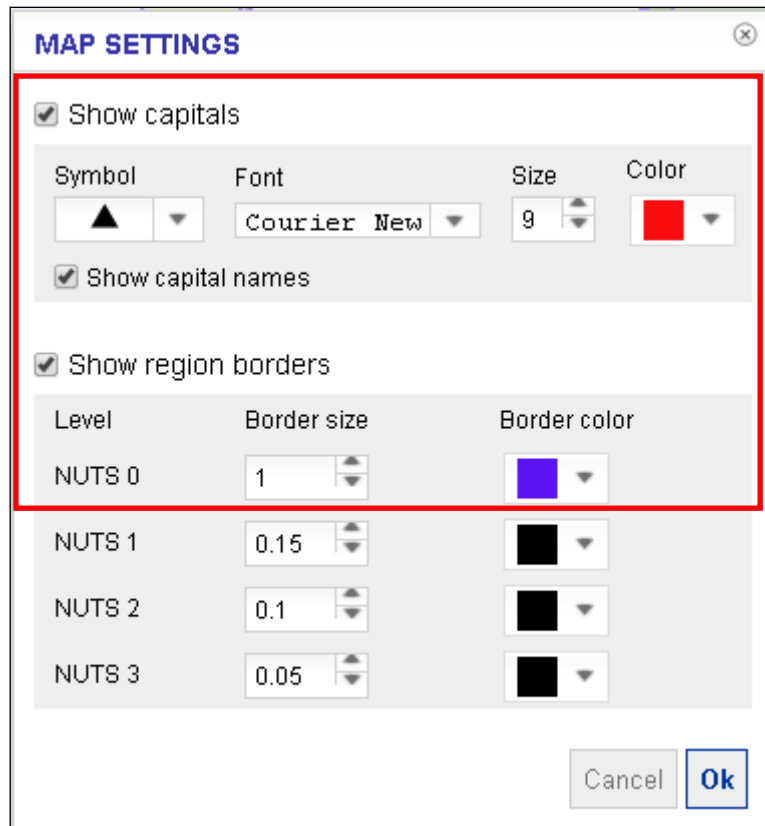 MAP SETTINGS
Show capitals
Symbol Font Size Color
Courier New 9
Show capital names
Show region borders
Level Border size Border color
NUTS 0 1
NUTS 1 0.15
NUTS 2 0.1
NUTS 3 0.05
Cancel Ok